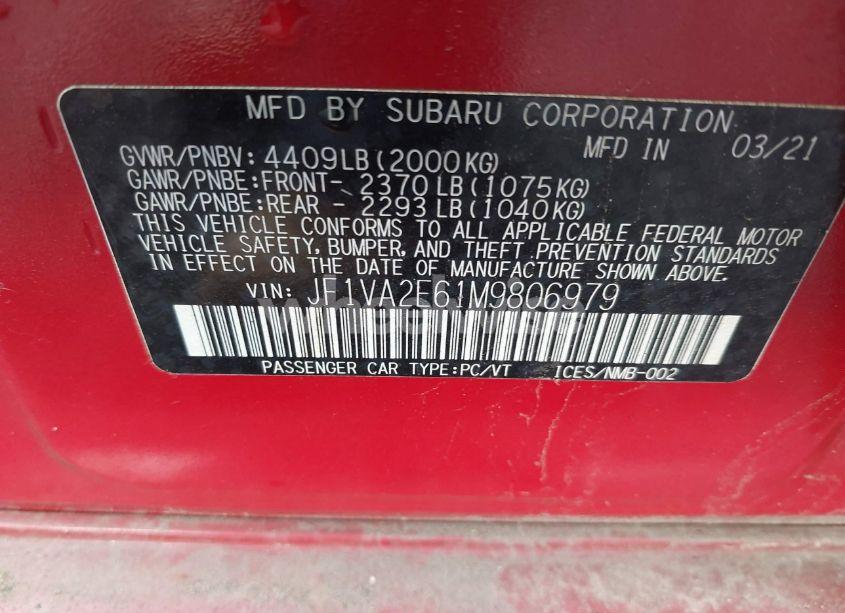 MFD BY SUBARU CORPORATION
GVWR/PNBV: 4409LB(2000KG) MFD IN 03/21
GAWR/PNBE:FRONT- 2370LB(1075KG)
GAWR/PNBE:REAR - 2293LB(1040KG)
THIS VEHICLE CONFORMS TO ALL APPLICABLE FEDERAL MOTOR
VEHICLE SAFETY, BUMPER, AND THEFT PREVENTION STANDARDS
IN EFFECT ON THE DATE OF MANUFACTURE SHOWN ABOVE.
VIN: JF1VA2E61M9806979
PASSENGER CAR TYPE:PC/VT ICES/NMB-002